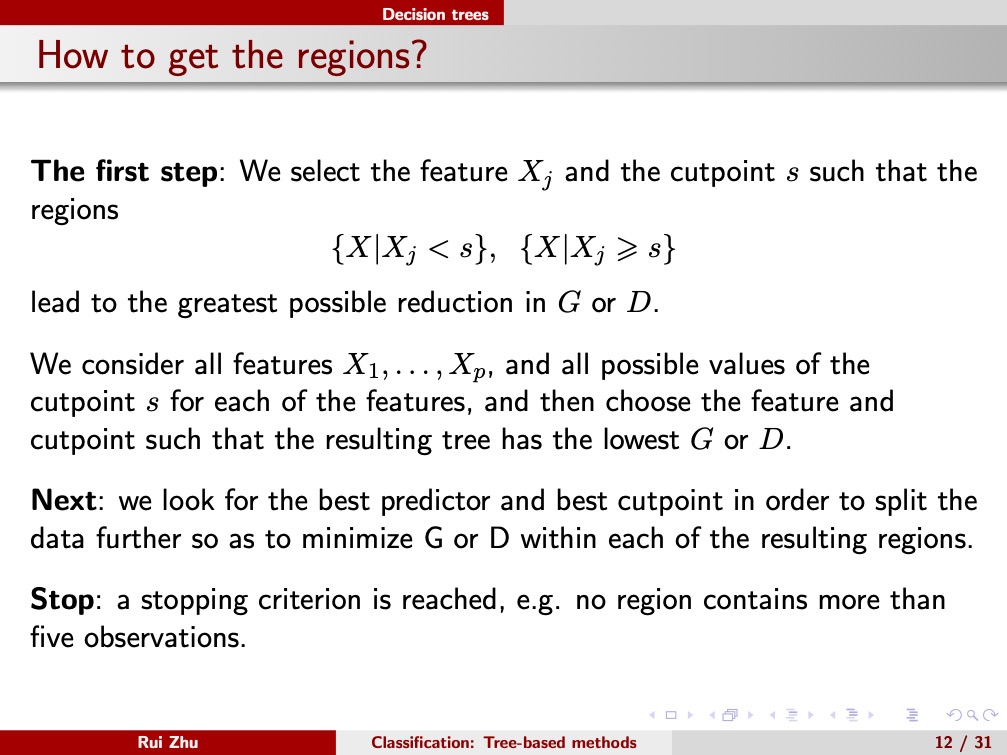 Decision trees
How to get the regions?
The first step: We select the feature X_j and the cutpoint s such that the
regions
{X|X_j < s}, {X|X_j ⩾ s}
lead to the greatest possible reduction in G or D.
We consider all features X_1, . . . , X_p, and all possible values of the
cutpoint s for each of the features, and then choose the feature and
cutpoint such that the resulting tree has the lowest G or D.
Next: we look for the best predictor and best cutpoint in order to split the
data further so as to minimize G or D within each of the resulting regions.
Stop: a stopping criterion is reached, e.g. no region contains more than
five observations.
Rui Zhu Classification: Tree-based methods 12 / 31